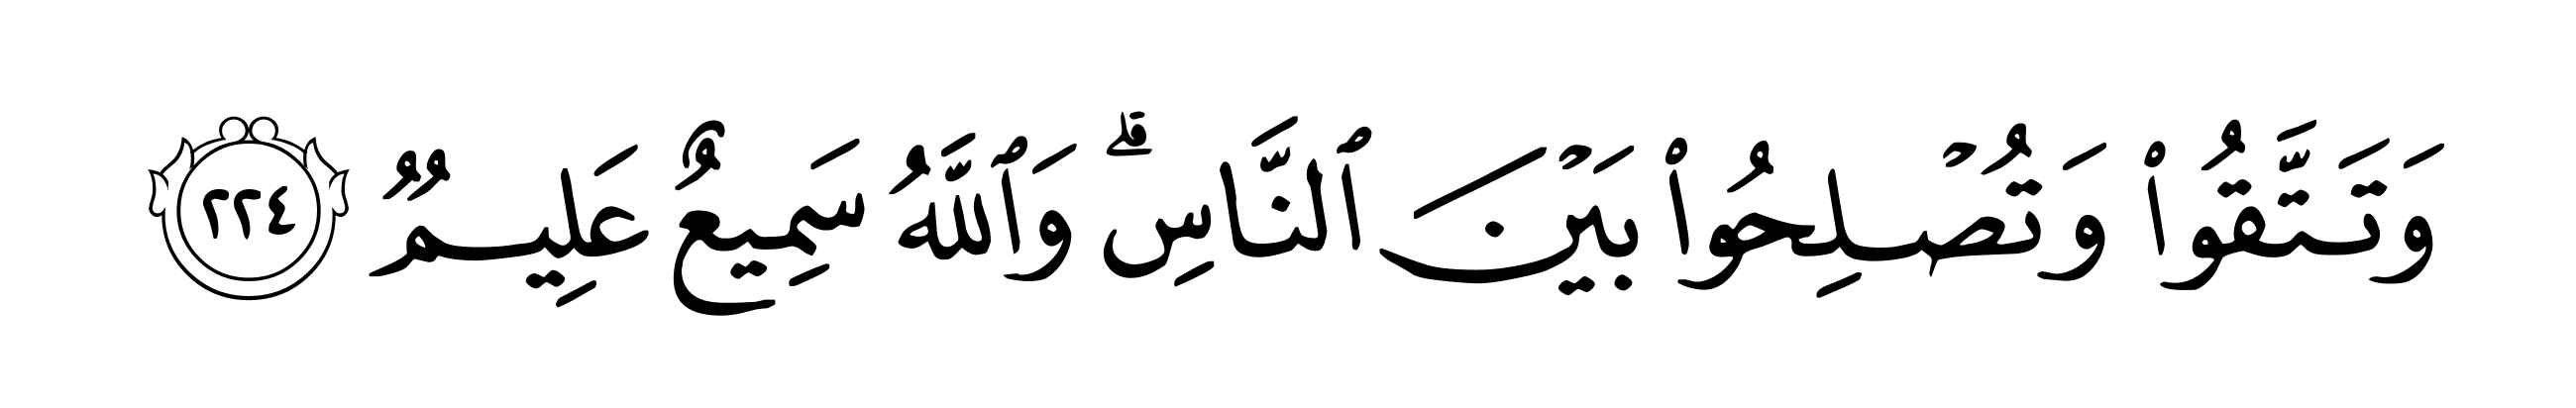 وَتَتَّقُوا۟ وَتُصْلِحُوا۟ بَيْنَ ٱلنَّاسِ ۗ وَٱللَّهُ سَمِيعٌ عَلِيمٌ ٢٢٤